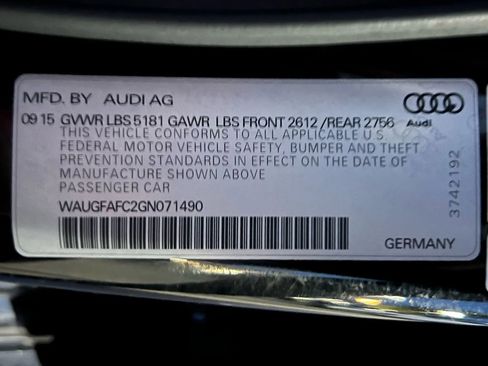 MFD. BY AUDI AG
09 15 GVWR LBS 5181 GAWR LBS FRONT 2612 /REAR 2756
Audi
THIS VEHICLE CONFORMS TO ALL APPLICABLE U.S.
FEDERAL MOTOR VEHICLE SAFETY, BUMPER AND THEFT
PREVENTION STANDARDS IN EFFECT ON THE DATE OF
MANUFACTURE SHOWN ABOVE
PASSENGER CAR
WAUGFAFC2GN071490
3742192
GERMANY